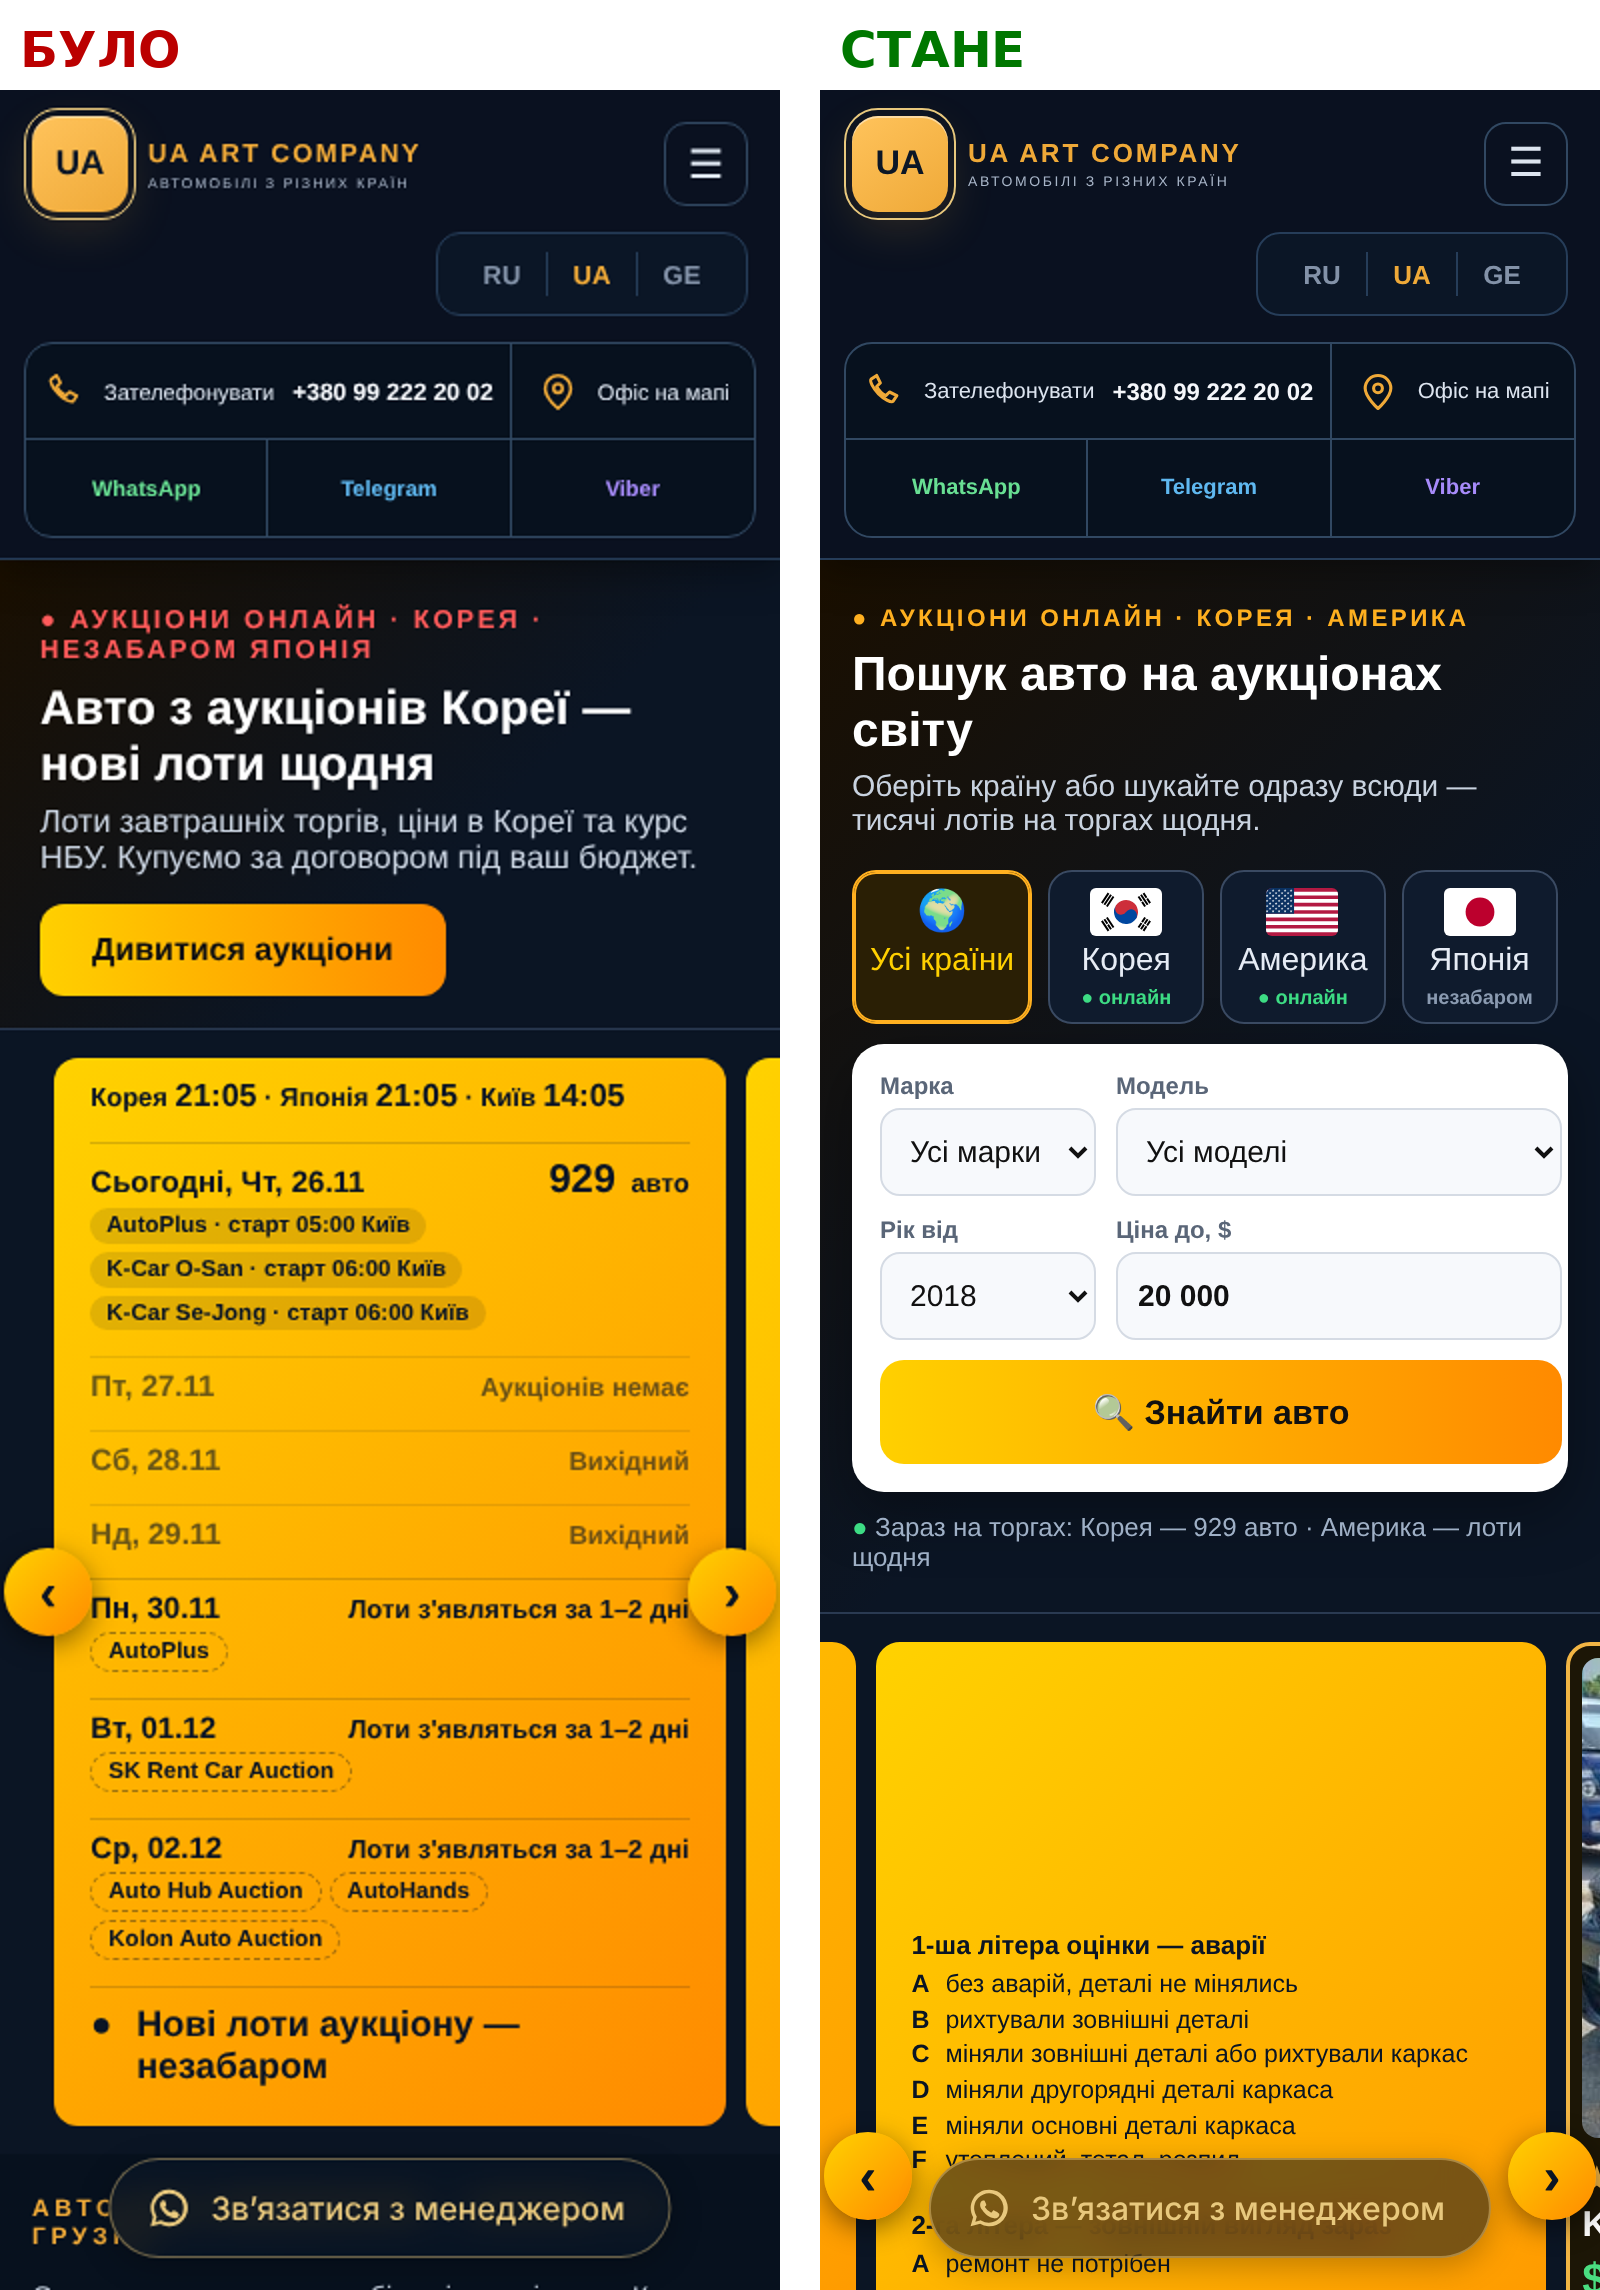 БУЛО
UA
UA ART COMPANY
АВТОМОБІЛІ З РІЗНИХ КРАЇН
RU UA GE
Зателефонувати +380 99 222 20 02 Офіс на мапі
WhatsApp Telegram Viber
● АУКЦІОНИ ОНЛАЙН · КОРЕЯ ·
НЕЗАБАРОМ ЯПОНІЯ
Авто з аукціонів Кореї —
нові лоти щодня
Лоти завтрашніх торгів, ціни в Кореї та курс
НБУ. Купуємо за договором під ваш бюджет.
Дивитися аукціони
Корея 21:05 · Японія 21:05 · Київ 14:05
Сьогодні, Чт, 26.11 929 авто
AutoPlus · старт 05:00 Київ
K-Car O-San · старт 06:00 Київ
K-Car Se-Jong · старт 06:00 Київ
Пт, 27.11 Аукціонів немає
Сб, 28.11 Вихідний
Нд, 29.11 Вихідний
‹ ›
Пн, 30.11 Лоти з'являться за 1–2 дні
AutoPlus
Вт, 01.12 Лоти з'являться за 1–2 дні
SK Rent Car Auction
Ср, 02.12 Лоти з'являться за 1–2 дні
Auto Hub Auction AutoHands
Kolon Auto Auction
● Нові лоти аукціону —
незабаром
Зв’язатися з менеджером
СТАНЕ
UA
UA ART COMPANY
АВТОМОБІЛІ З РІЗНИХ КРАЇН
RU UA GE
Зателефонувати +380 99 222 20 02 Офіс на мапі
WhatsApp Telegram Viber
● АУКЦІОНИ ОНЛАЙН · КОРЕЯ · АМЕРИКА
Пошук авто на аукціонах
світу
Оберіть країну або шукайте одразу всюди —
тисячі лотів на торгах щодня.
Усі країни Корея Америка Японія
● онлайн ● онлайн незабаром
Марка Модель
Усі марки Усі моделі
Рік від Ціна до, $
2018 20 000
🔍 Знайти авто
● Зараз на торгах: Корея — 929 авто · Америка — лоти
щодня
1-ша літера оцінки — аварії
A без аварій, деталі не мінялись
B рихтували зовнішні деталі
C міняли зовнішні деталі або рихтували каркас
D міняли другорядні деталі каркаса
E міняли основні деталі каркаса
F
‹ ›
Зв’язатися з менеджером
A ремонт не потрібен